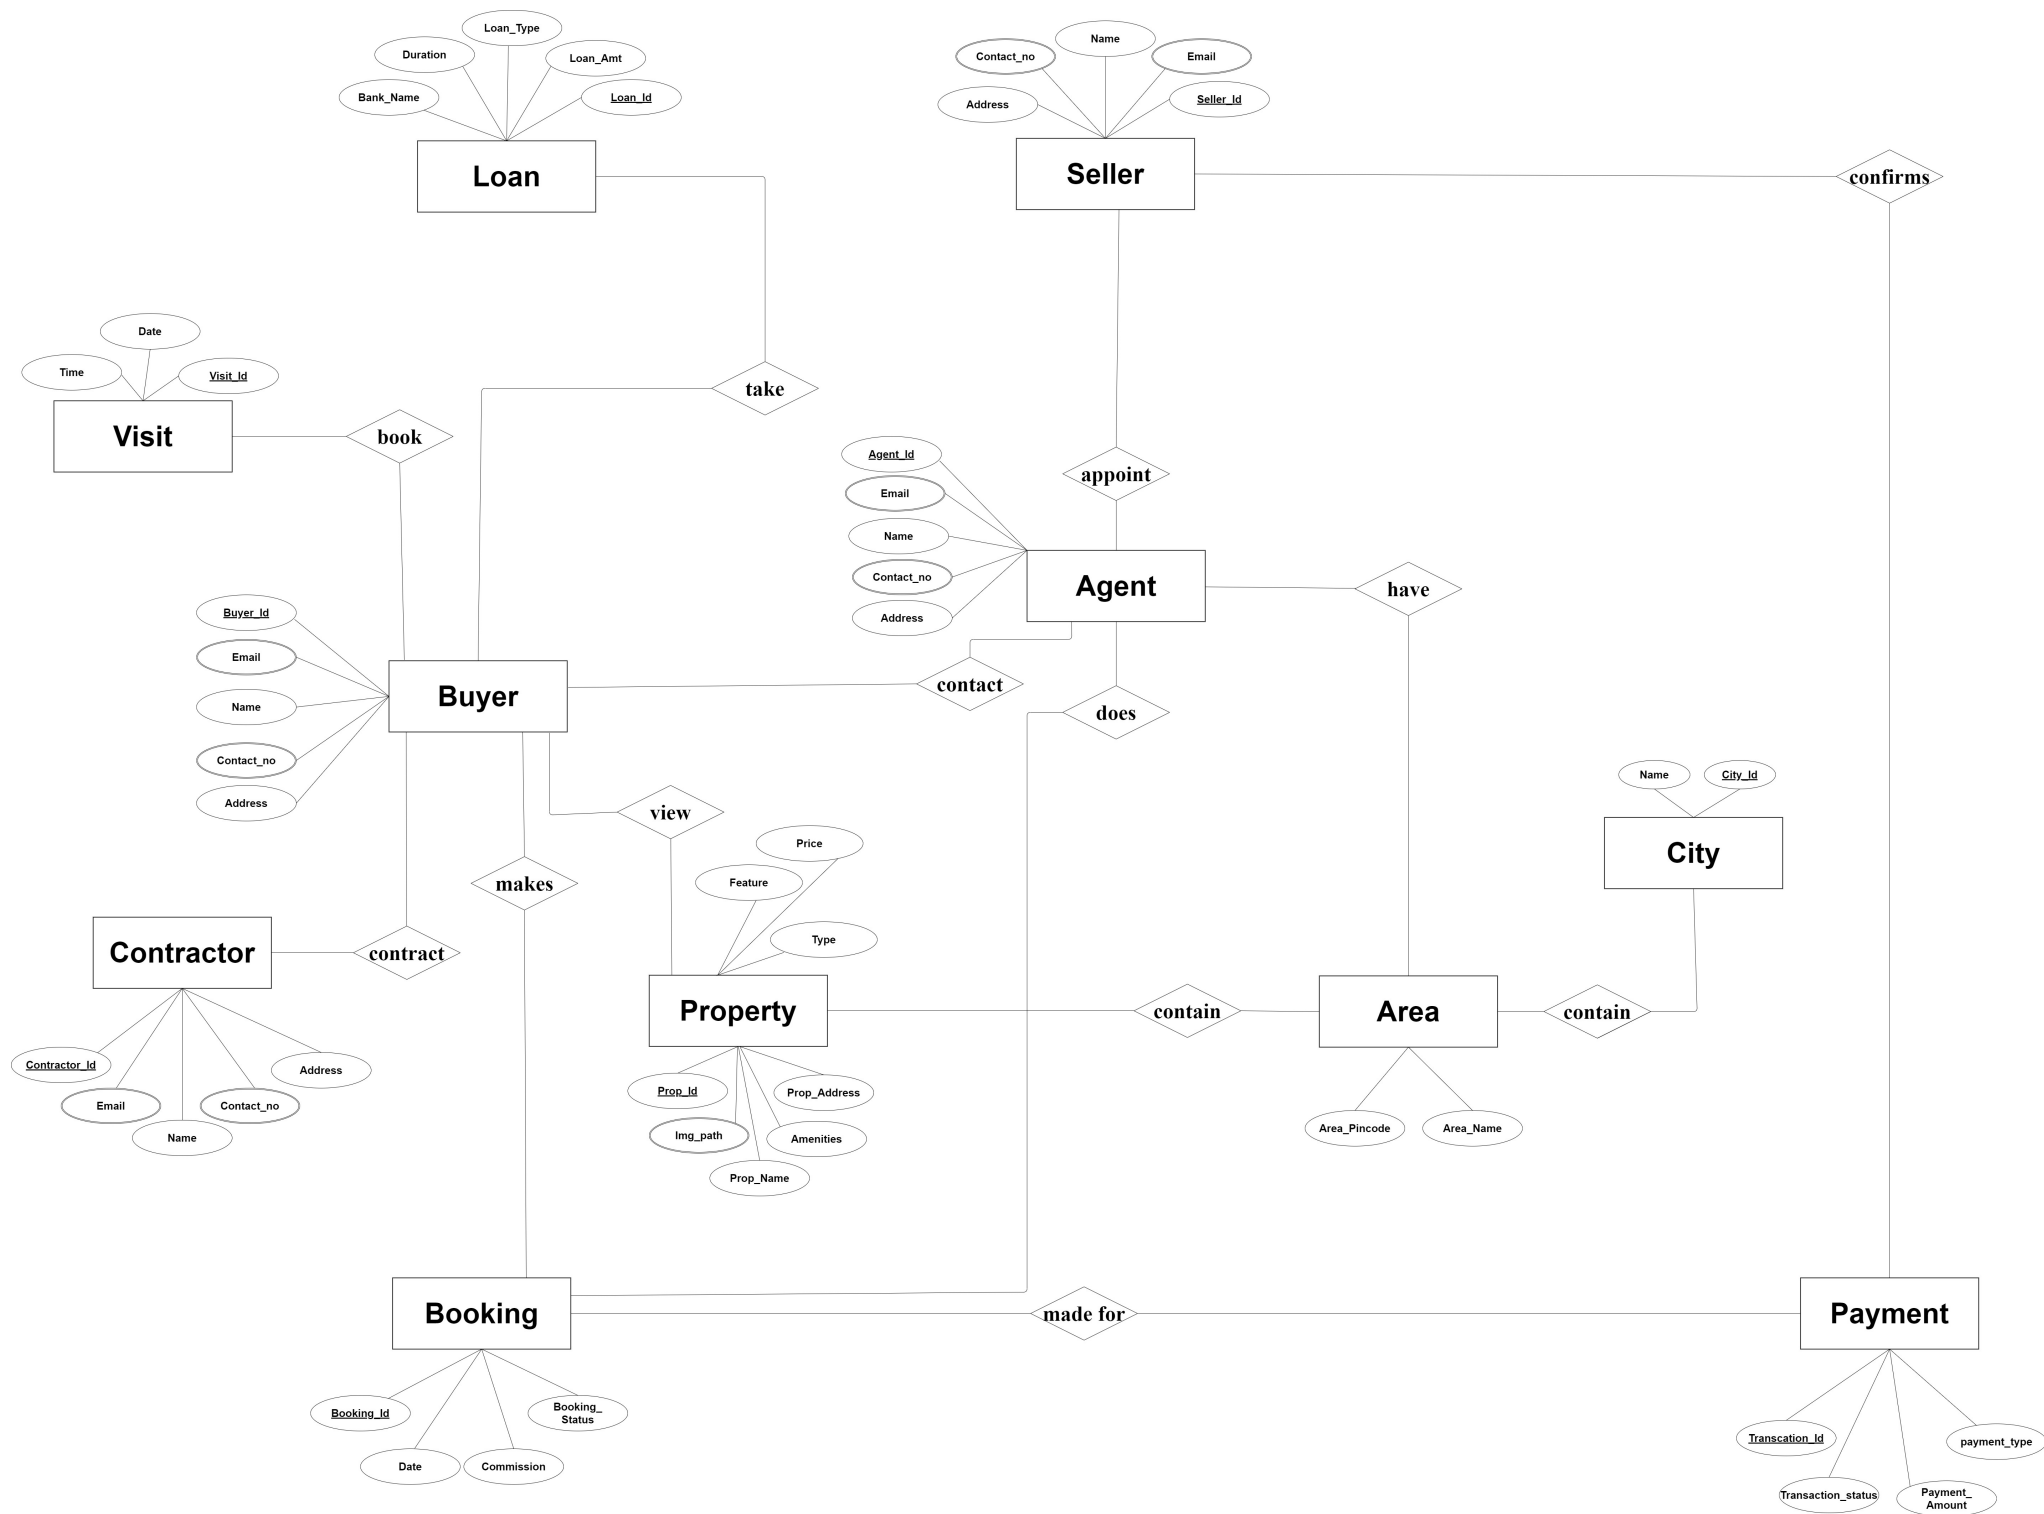 Loan_Type
Duration
Loan_Amt
Bank_Name
Loan_Id
Loan
Name
Contact_no
Email
Address
Seller_Id
Seller
confirms
take
Date
Time
Visit_Id
Visit
book
appoint
Agent_Id
Email
Name
Contact_no
Address
Agent
have
contact
does
Buyer_Id
Email
Name
Contact_no
Address
Buyer
view
makes
contract
Name
City_Id
City
Price
Feature
Type
Property
contain
Area
contain
Prop_Id
Prop_Address
Img_path
Amenities
Prop_Name
Area_Pincode
Area_Name
Contractor
Contractor_Id
Address
Email
Contact_no
Name
Booking
made for
Payment
Booking_Id
Booking_
Status
Date
Commission
Transcation_Id
payment_type
Transaction_status
Payment_
Amount